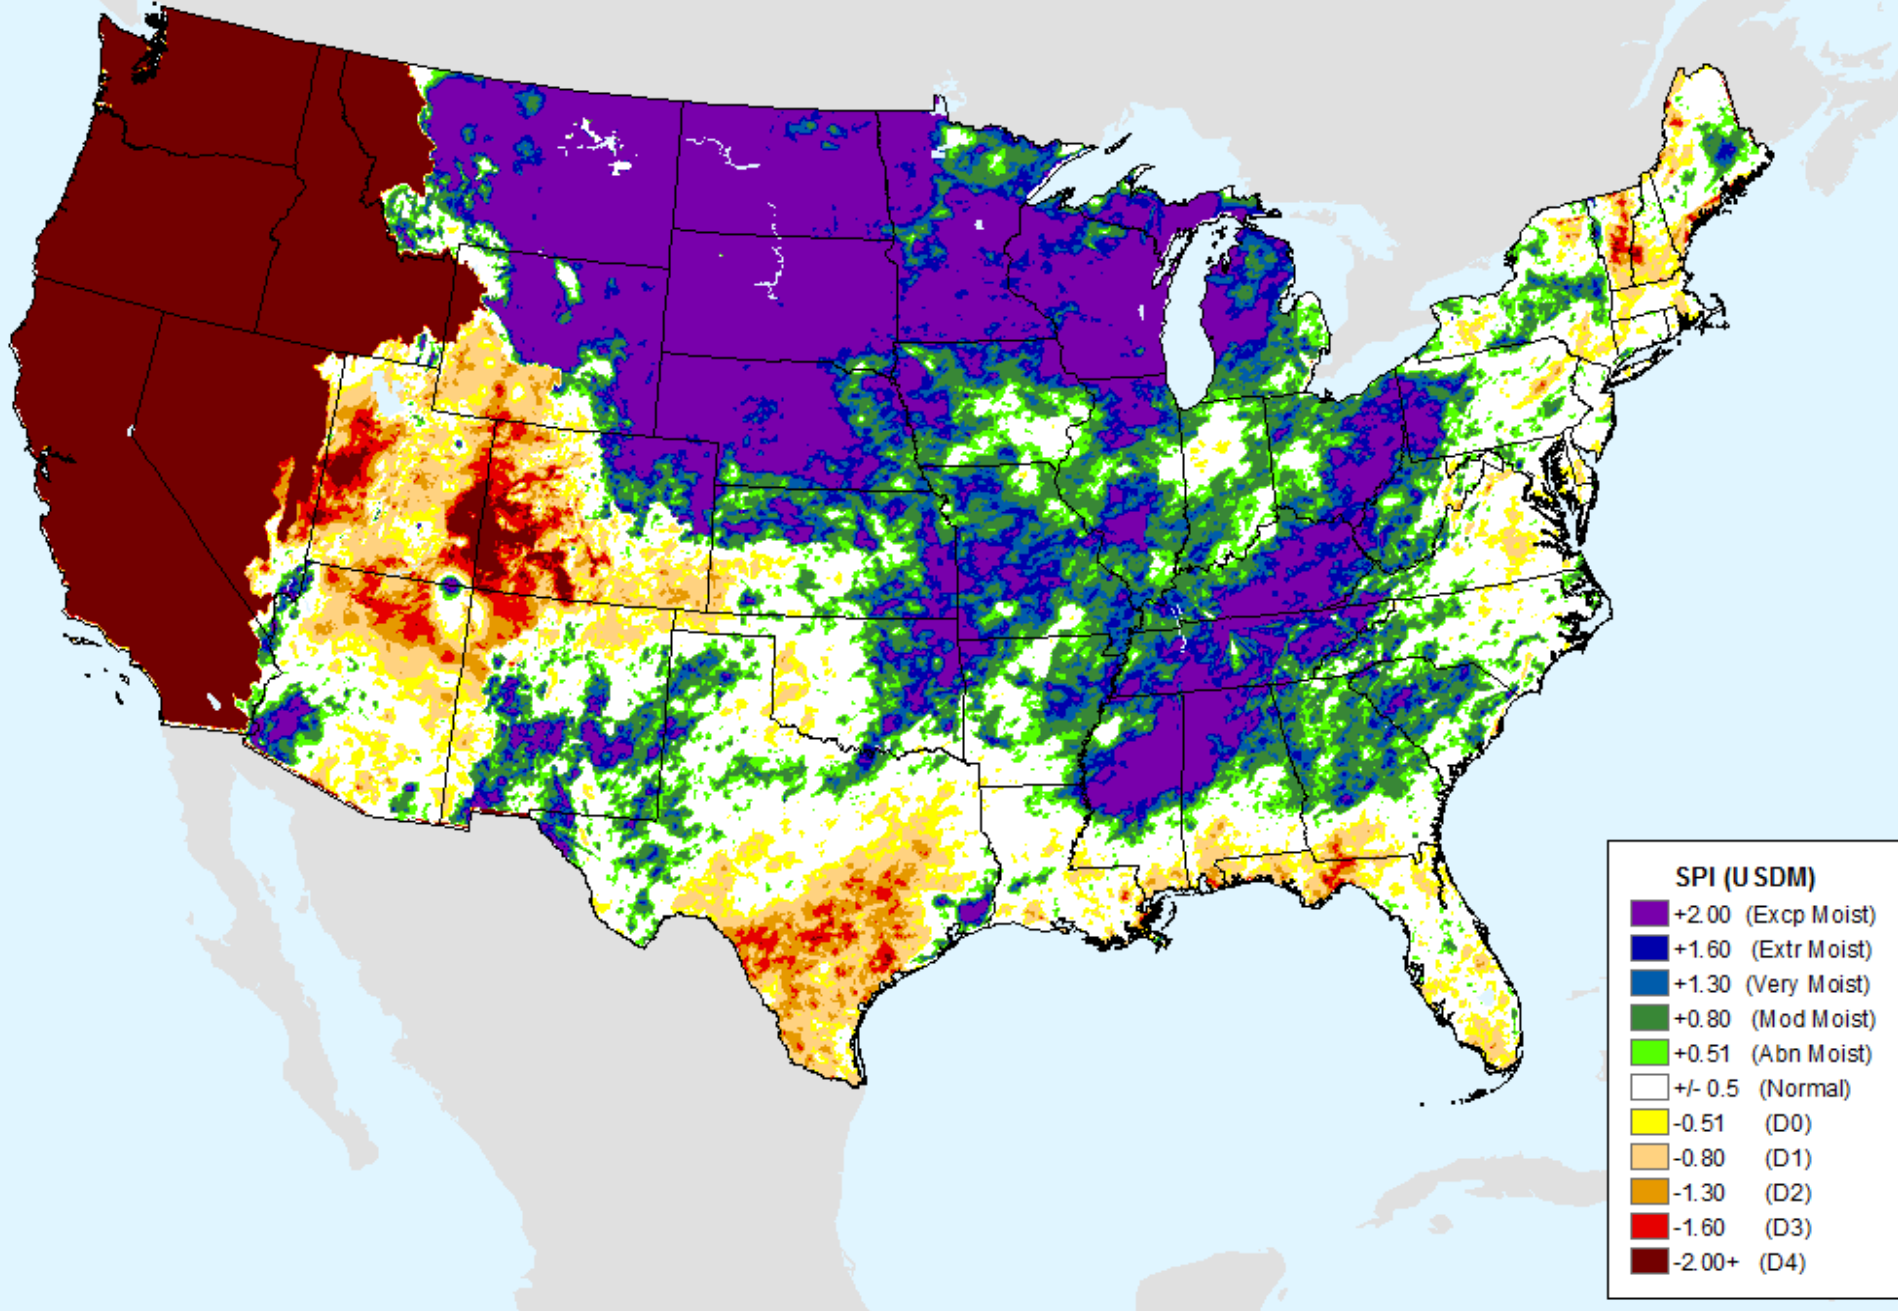 SPI (USDM)
+2.00 (Excp Moist)
+1.60 (Extr Moist)
+1.30 (Very Moist)
+0.80 (Mod Moist)
+0.51 (Abn Moist)
+/- 0.5 (Normal)
-0.51 (D0)
-0.80 (D1)
-1.30 (D2)
-1.60 (D3)
-2.00+ (D4)